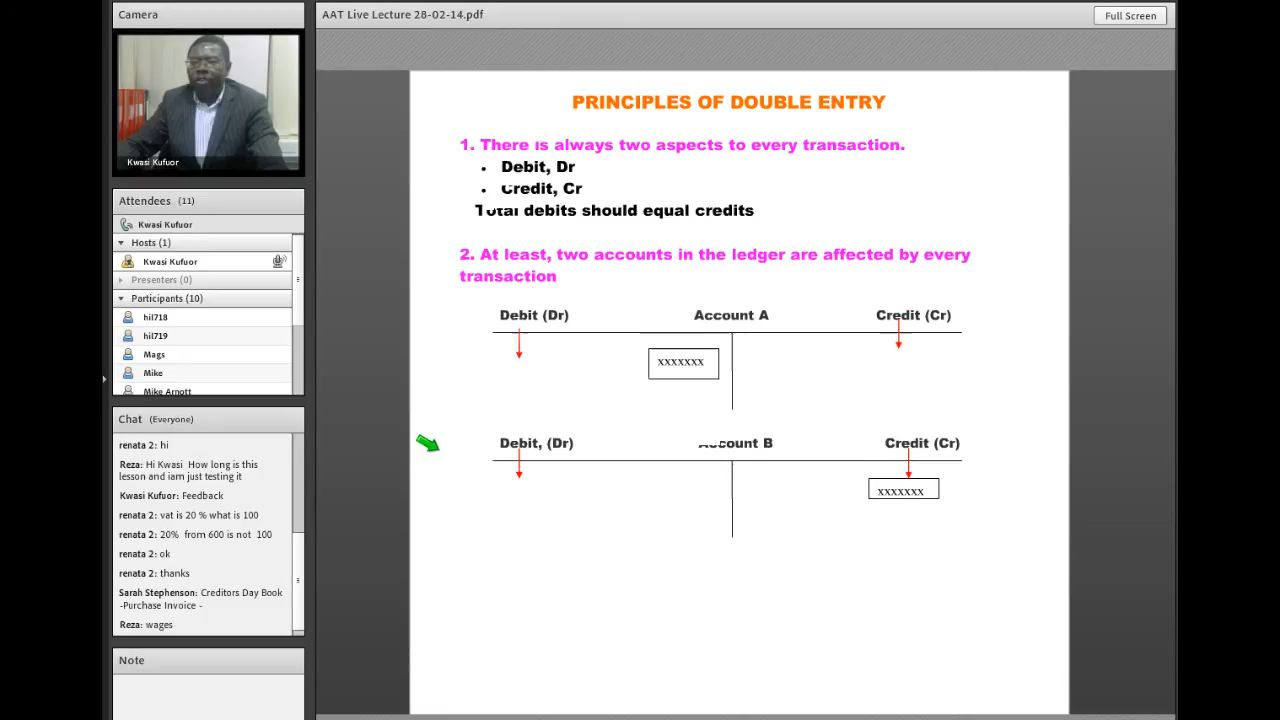 Camera
AAT Live Lecture 28-02-14.pdf
Full Screen
Kwasi Kufuor
Attendees (11)
Kwasi Kufuor
Hosts (1)
Kwasi Kufuor
Presenters (0)
Participants (10)
hil718
hil719
Mags
Mike
Mike Arnott
Chat (Everyone)
renata 2: hi
Reza: Hi Kwasi How long is this
lesson and iam just testing it
Kwasi Kufuor: Feedback
renata 2: vat is 20 % what is 100
renata 2: 20% from 600 is not 100
renata 2: ok
renata 2: thanks
Sarah Stephenson: Creditors Day Book
-Purchase Invoice -
Reza: wages
Note
PRINCIPLES OF DOUBLE ENTRY
1. There is always two aspects to every transaction.
• Debit, Dr
• Credit, Cr
Total debits should equal credits
2. At least, two accounts in the ledger are affected by every
transaction
Debit (Dr) Account A Credit (Cr)
xxxxxxx
Debit, (Dr) Account B Credit (Cr)
xxxxxxx